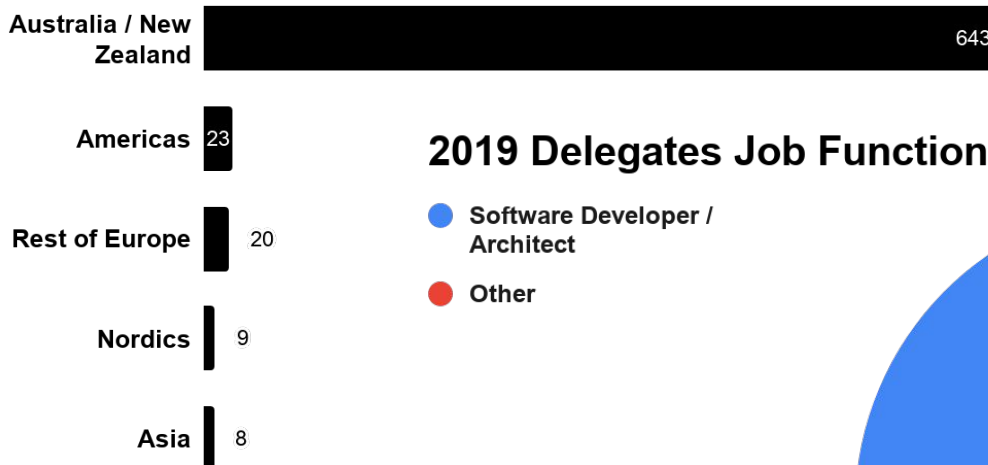 Australia / New
Zealand
643
Americas
23
2019 Delegates Job Function
Software Developer /
Architect
Other
Rest of Europe
20
Nordics
9
Asia
8